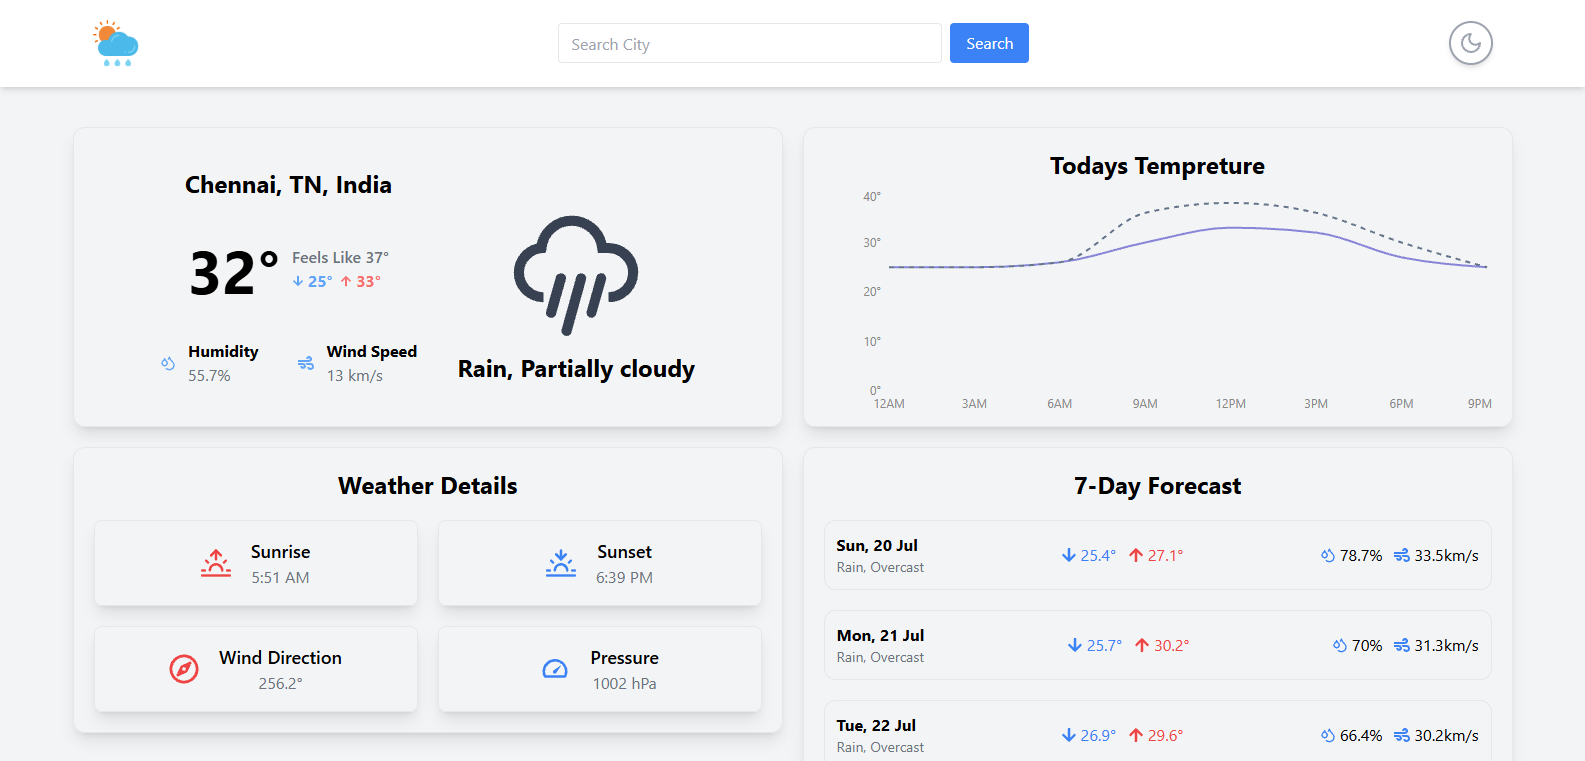 Search City
Search
Chennai, TN, India
32°
Feels Like 37°
25° 33°
Humidity
55.7%
Wind Speed
13 km/s
Rain, Partially cloudy
Todays Tempreture
40°
30°
20°
10°
0°
12AM 3AM 6AM 9AM 12PM 3PM 6PM 9PM
Weather Details
Sunrise
5:51 AM
Sunset
6:39 PM
Wind Direction
256.2°
Pressure
1002 hPa
7-Day Forecast
Sun, 20 Jul
Rain, Overcast
25.4° 27.1° 78.7% 33.5km/s
Mon, 21 Jul
Rain, Overcast
25.7° 30.2° 70% 31.3km/s
Tue, 22 Jul
Rain, Overcast
26.9° 29.6° 66.4% 30.2km/s